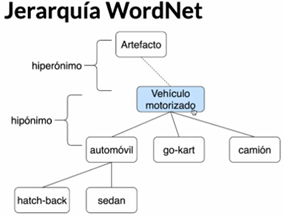 Jerarquía WordNet
Artefacto
hiperónimo
Vehículo
motorizado
hipónimo
automóvil
go-kart
camión
hatch-back
sedan